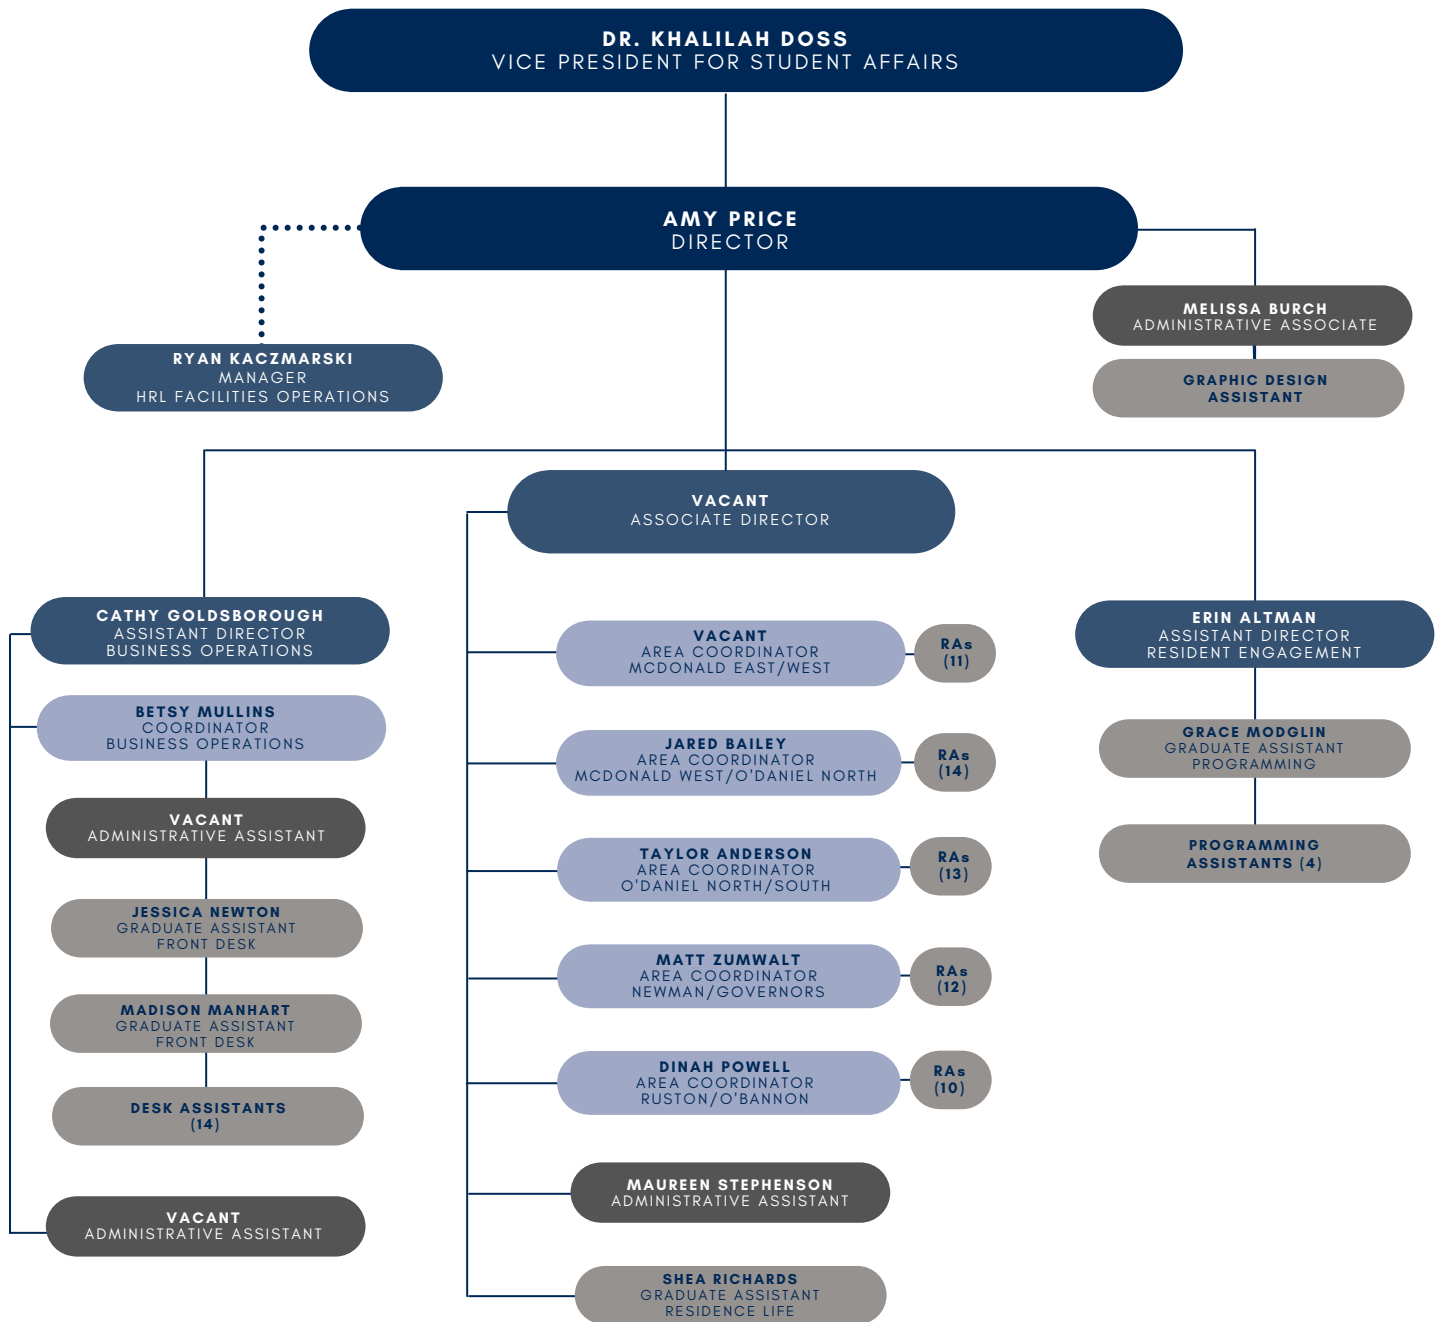 DR. KHALILAH DOSS
VICE PRESIDENT FOR STUDENT AFFAIRS
AMY PRICE
DIRECTOR
MELISSA BURCH
ADMINISTRATIVE ASSOCIATE
GRAPHIC DESIGN
ASSISTANT
RYAN KACZMARSKI
MANAGER
HRL FACILITIES OPERATIONS
VACANT
ASSOCIATE DIRECTOR
CATHY GOLDSBOROUGH
ASSISTANT DIRECTOR
BUSINESS OPERATIONS
BETSY MULLINS
COORDINATOR
BUSINESS OPERATIONS
VACANT
ADMINISTRATIVE ASSISTANT
JESSICA NEWTON
GRADUATE ASSISTANT
FRONT DESK
MADISON MANHART
GRADUATE ASSISTANT
FRONT DESK
DESK ASSISTANTS
(14)
VACANT
ADMINISTRATIVE ASSISTANT
VACANT
AREA COORDINATOR
MCDONALD EAST/WEST
RAs
(11)
JARED BAILEY
AREA COORDINATOR
MCDONALD WEST/O'DANIEL NORTH
RAs
(14)
TAYLOR ANDERSON
AREA COORDINATOR
O'DANIEL NORTH/SOUTH
RAs
(13)
MATT ZUMWALT
AREA COORDINATOR
NEWMAN/GOVERNORS
RAs
(12)
DINAH POWELL
AREA COORDINATOR
RUSTON/O'BANNON
RAs
(10)
MAUREEN STEPHENSON
ADMINISTRATIVE ASSISTANT
SHEA RICHARDS
GRADUATE ASSISTANT
RESIDENCE LIFE
ERIN ALTMAN
ASSISTANT DIRECTOR
RESIDENT ENGAGEMENT
GRACE MODGLIN
GRADUATE ASSISTANT
PROGRAMMING
PROGRAMMING
ASSISTANTS (4)